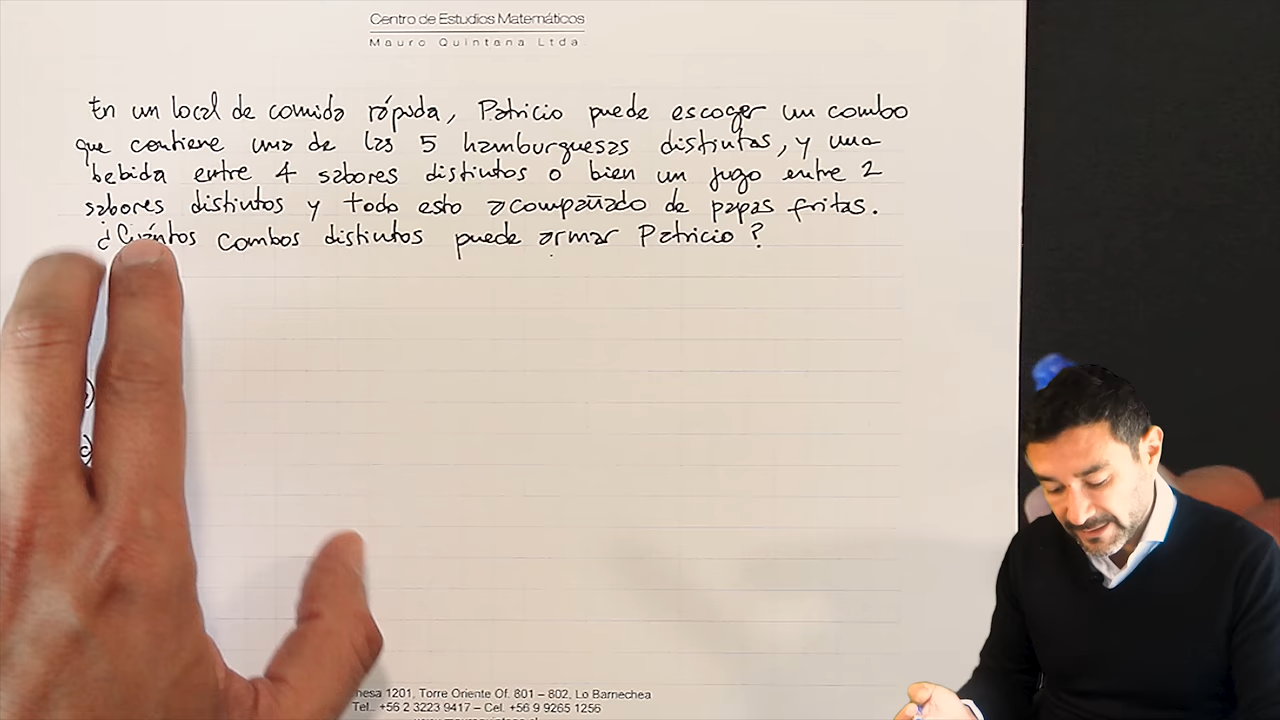 Centro de Estudios Matemáticos
Mauro Quintana Ltda.
En un local de comida rápida, Patricio puede escoger un combo
que contiene una de las 5 hamburguesas distintas, y una
bebida entre 4 sabores distintos o bien un jugo entre 2
sabores distintos y todo esto acompañado de papas fritas.
¿Cuántos combos distintos puede armar Patricio?
c)
1201, Torre Oriente Of. 801 – 802, Lo Barnechea
Tel.. +56 2 3223 9417 – Cel. +56 9 9265 1256